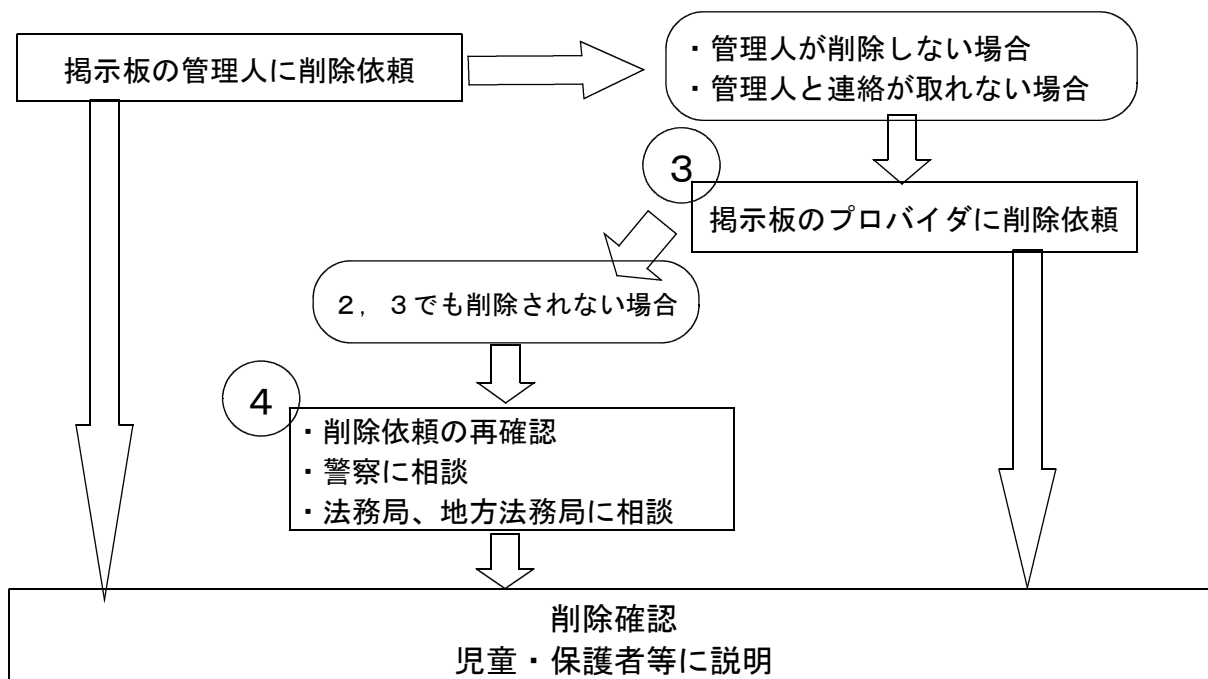 掲示板の管理人に削除依頼
・管理人が削除しない場合
・管理人と連絡が取れない場合
３
掲示板のプロバイダに削除依頼
２，３でも削除されない場合
４
・削除依頼の再確認
・警察に相談
・法務局、地方法務局に相談
削除確認
児童・保護者等に説明